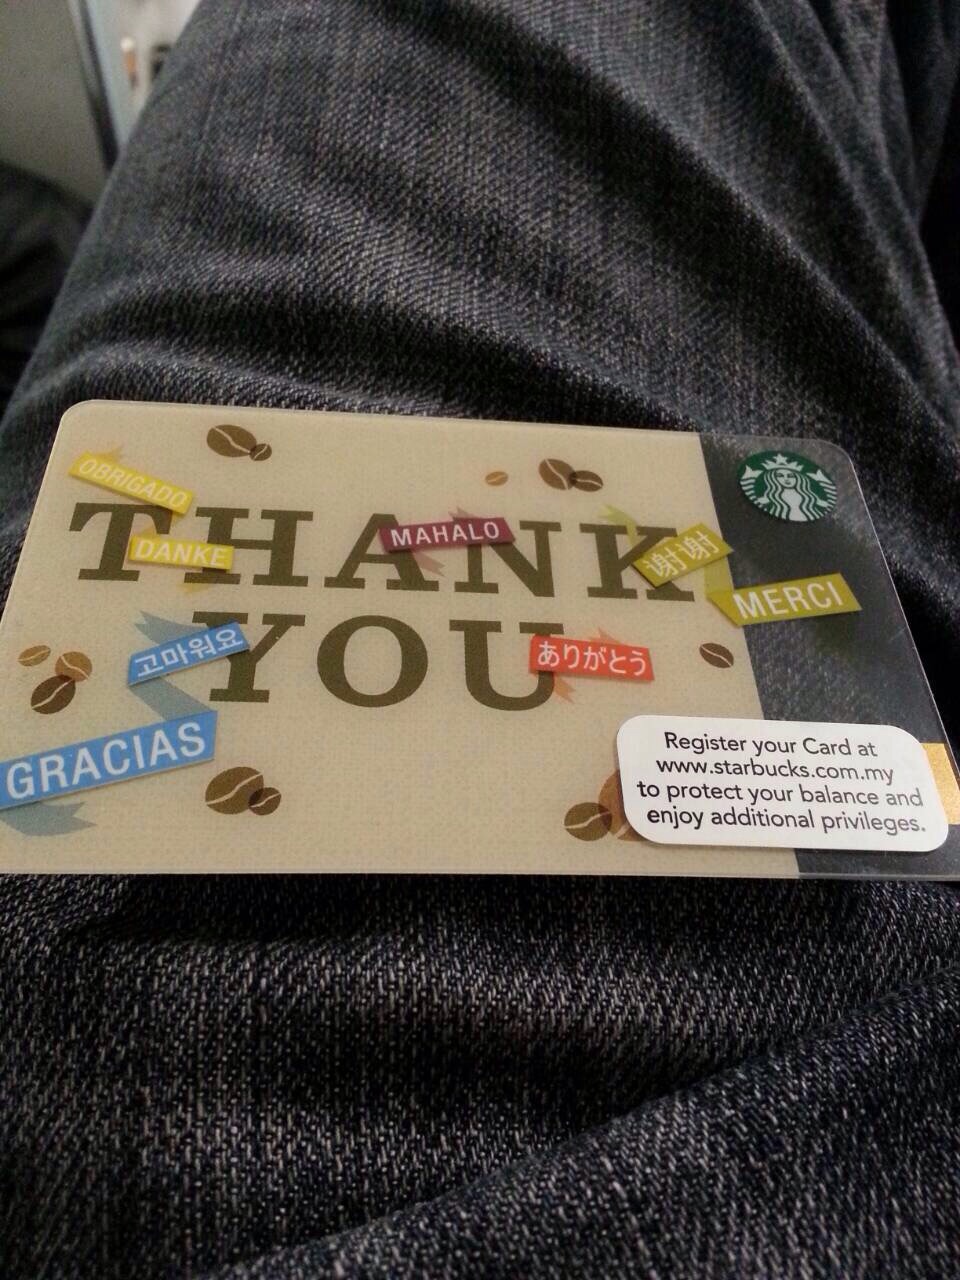 OBRIGADO
THANK
DANKE
MAHALO
谢谢
MERCI
YOU
고마워요
ありがとう
GRACIAS
Register your Card at
www.starbucks.com.my
to protect your balance and
enjoy additional privileges.